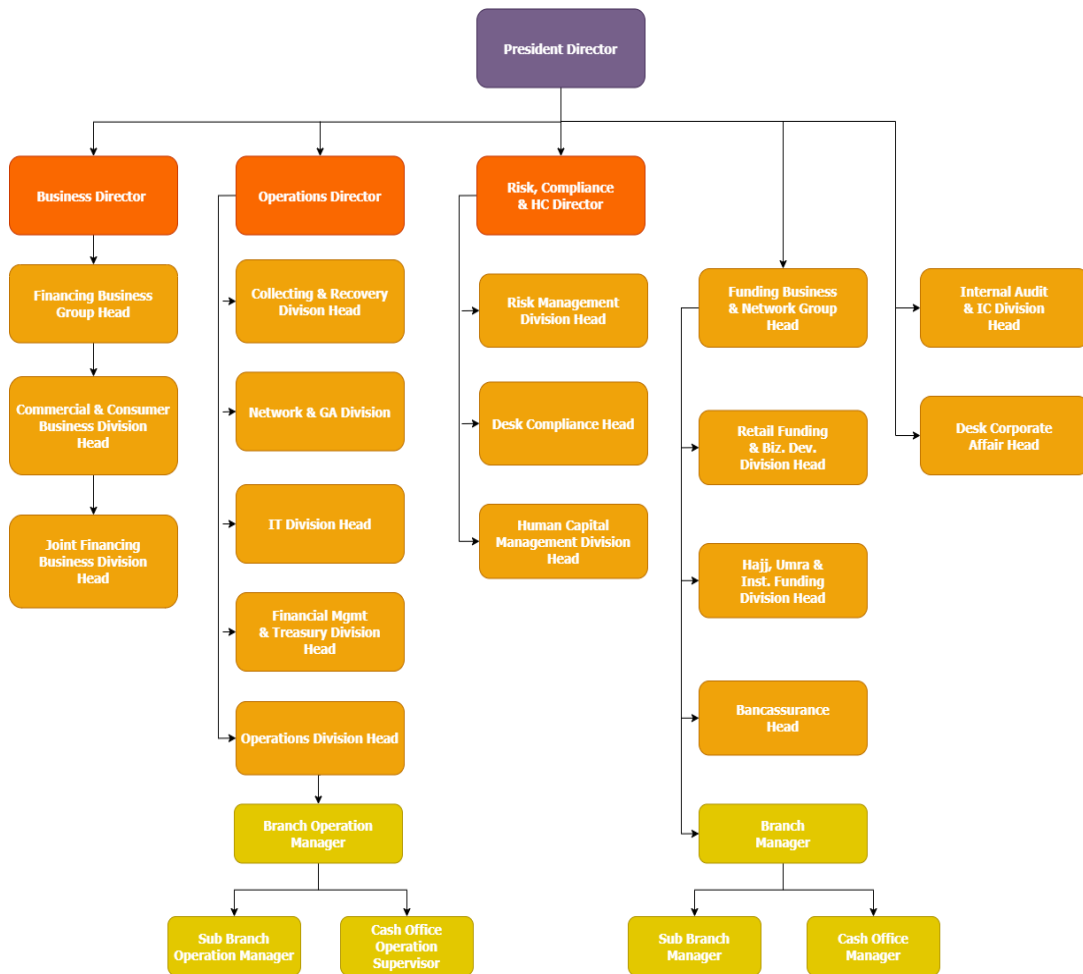 President Director
Business Director
Operations Director
Risk, Compliance
& HC Director
Financing Business
Group Head
Collecting & Recovery
Divison Head
Risk Management
Division Head
Funding Business
& Network Group
Head
Internal Audit
& IC Division
Head
Commercial & Consumer
Business Division
Head
Network & GA Division
Desk Compliance Head
Retail Funding
& Biz. Dev.
Division Head
Desk Corporate
Affair Head
Joint Financing
Business Division
Head
IT Division Head
Human Capital
Management Division
Head
Hajj, Umra &
Inst. Funding
Division Head
Financial Mgmt
& Treasury Division
Head
Bancassurance
Head
Operations Division Head
Branch Operation
Manager
Branch
Manager
Sub Branch
Operation Manager
Cash Office
Operation
Supervisor
Sub Branch
Manager
Cash Office
Manager